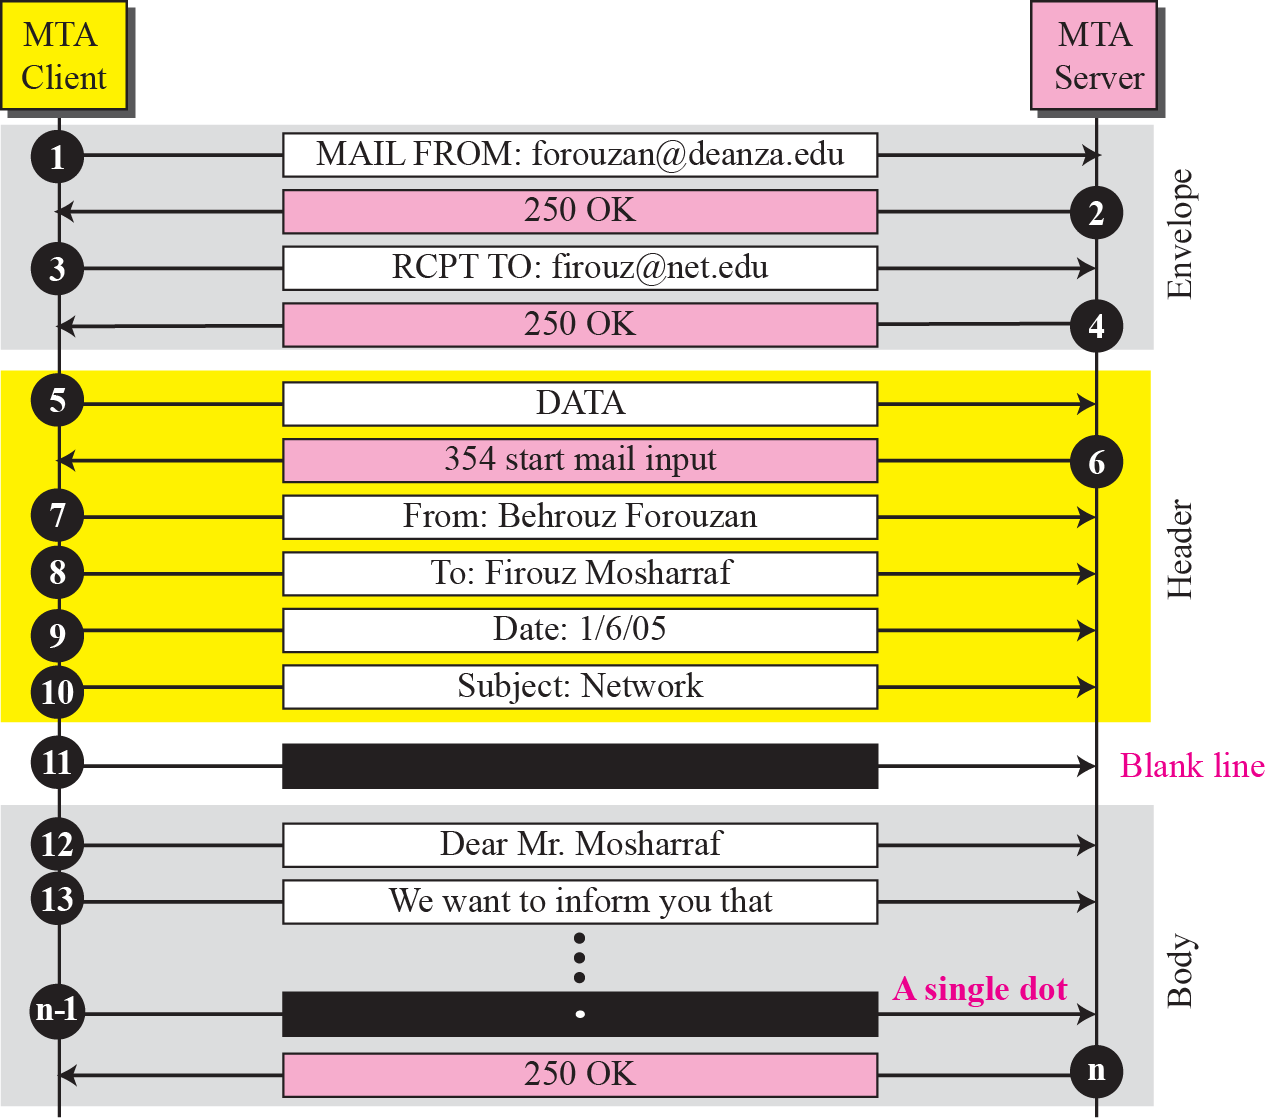 MTA
Client
MTA
Server
1
MAIL FROM: forouzan@deanza.edu
250 OK
2
3
RCPT TO: firouz@net.edu
250 OK
4
Envelope
5
DATA
354 start mail input
6
7
From: Behrouz Forouzan
8
To: Firouz Mosharraf
9
Date: 1/6/05
10
Subject: Network
Header
11
Blank line
12
Dear Mr. Mosharraf
13
We want to inform you that
n-1
.
A single dot
250 OK
n
Body